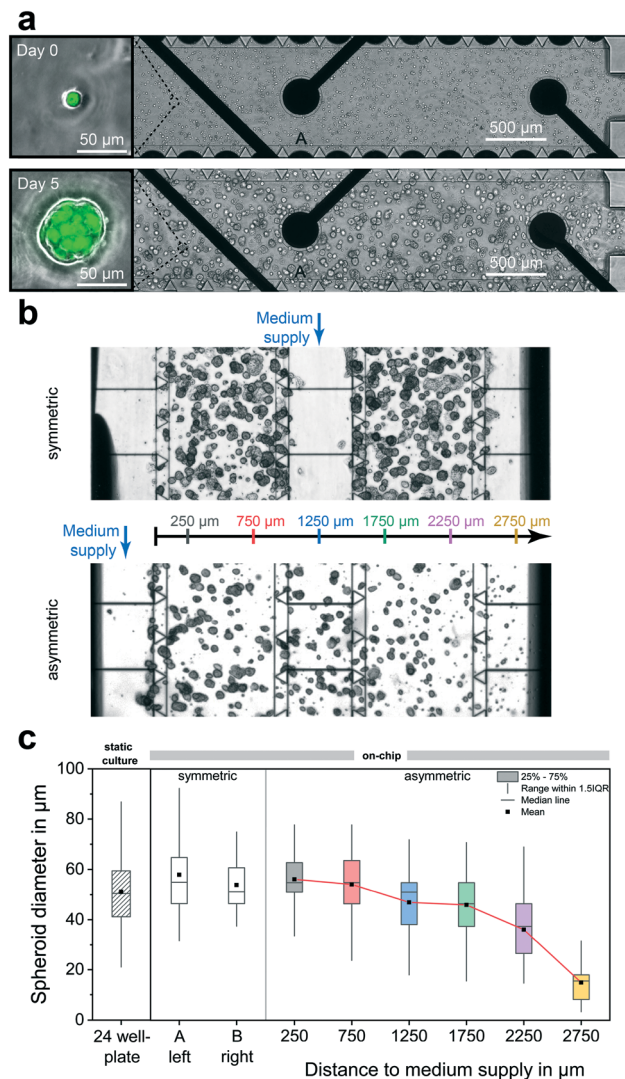 a
Day 0
50 µm
A
500 µm
Day 5
50 µm
A
500 µm
b
Medium
supply
symmetric
250 µm 750 µm 1250 µm 1750 µm 2250 µm 2750 µm
Medium
supply
asymmetric
c
static
culture
on-chip
symmetric
asymmetric
25% - 75%
Range within 1.5IQR
Median line
Mean
Spheroid diameter in µm
100
80
60
40
20
0
24 well-
plate
A
left
B
right
250 750 1250 1750 2250 2750
Distance to medium supply in µm